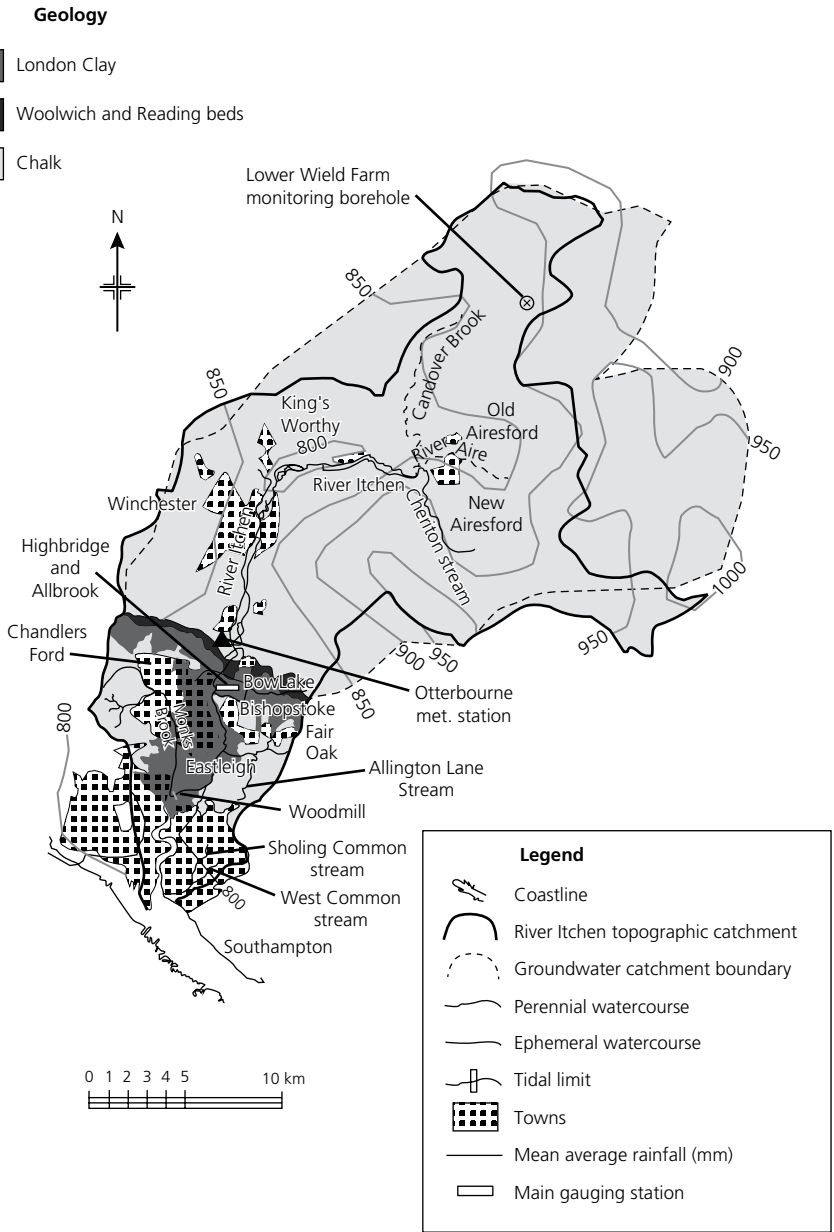 Geology
London Clay
Woolwich and Reading beds
Chalk
Lower Wield Farm
monitoring borehole
N
850
850
900
950
1000
950
Candover Brook
King's
Worthy
800
Old
Airesford
River Aire
River Itchen
New
Airesford
Cheriton stream
Winchester
River Itchen
Highbridge
and
Allbrook
Chandlers
Ford
900
950
850
800
Otterbourne
met. station
BowLake
Bishopstoke
Fair
Oak
Monks
Brook
Eastleigh
Allington Lane
Stream
Woodmill
Sholing Common
stream
West Common
stream
800
Southampton
0 1 2 3 4 5 10 km
Legend
Coastline
River Itchen topographic catchment
Groundwater catchment boundary
Perennial watercourse
Ephemeral watercourse
Tidal limit
Towns
Mean average rainfall (mm)
Main gauging station